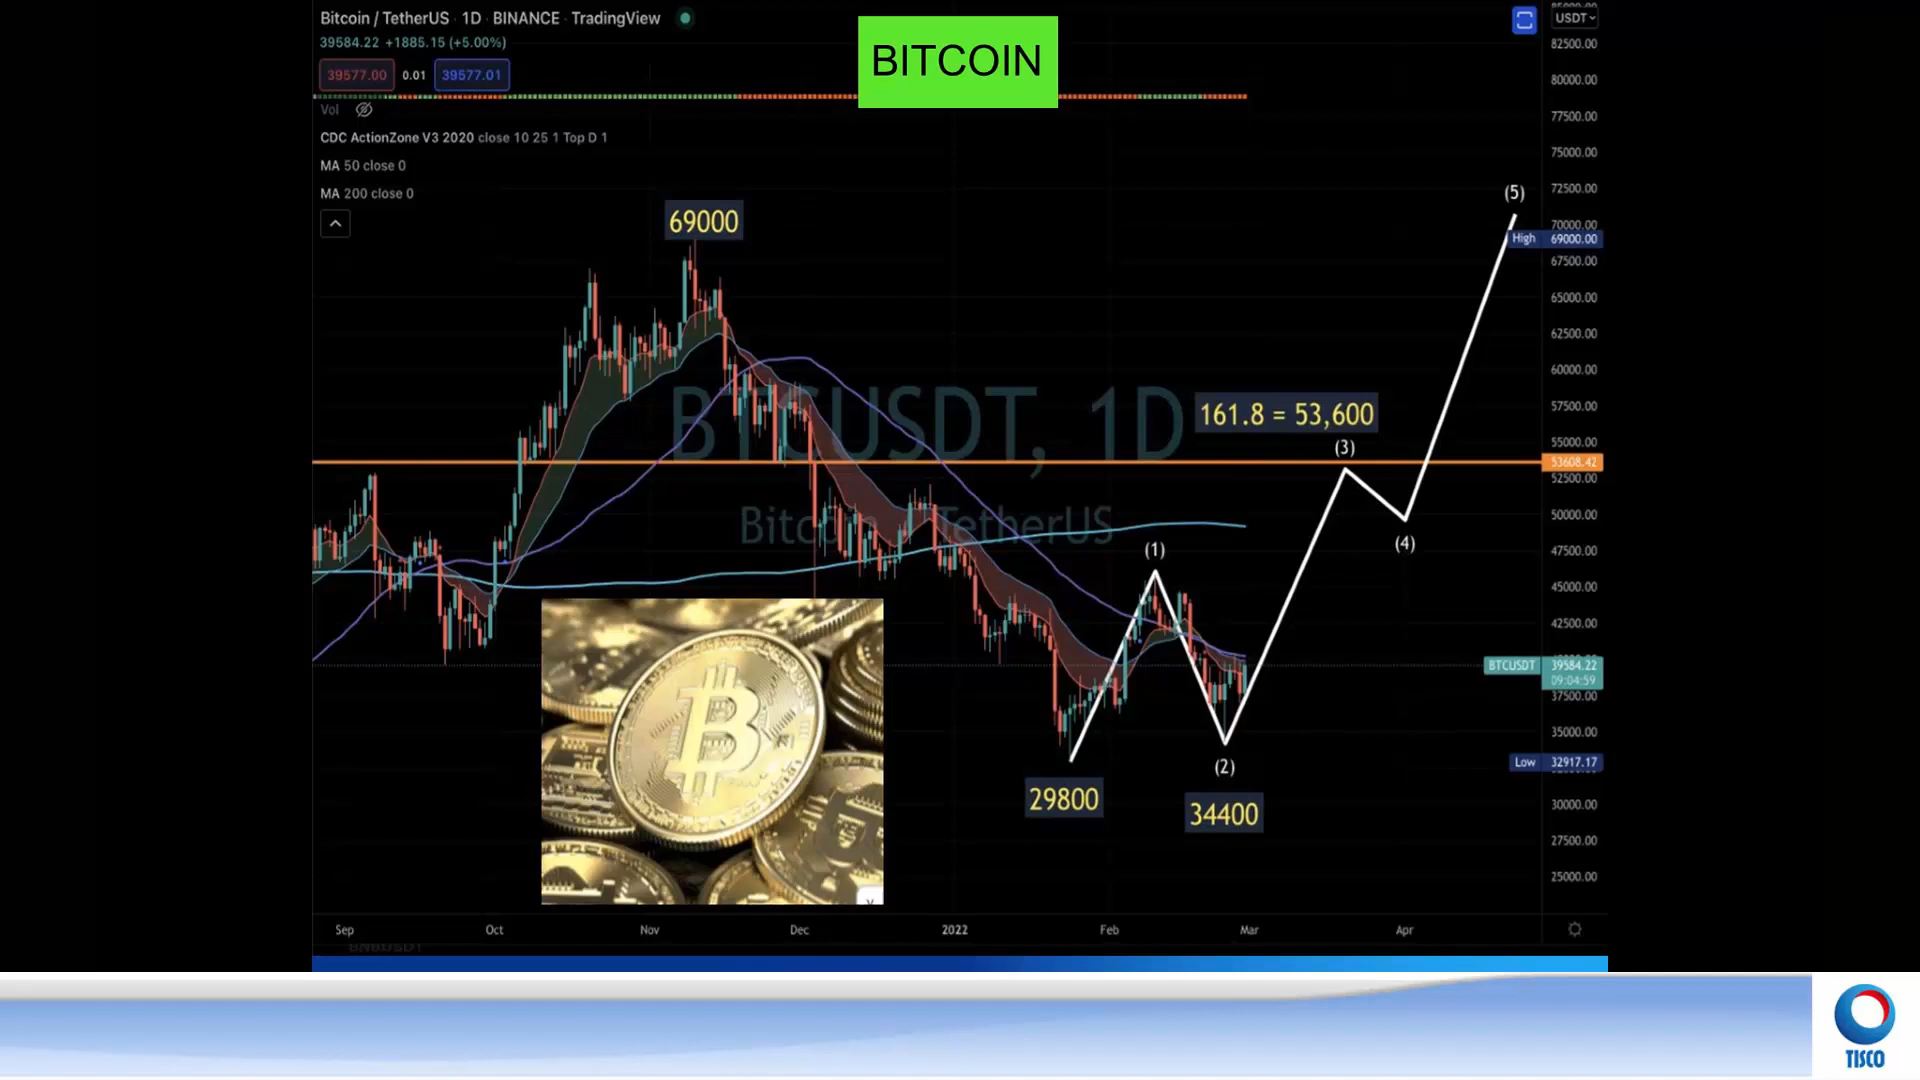 Bitcoin / TetherUS · 1D · BINANCE · TradingView
39584.22 +1885.15 (+5.00%)
39577.00 0.01 39577.01
Vol
CDC ActionZone V3 2020 close 10 25 1 Top D 1
MA 50 close 0
MA 200 close 0
BITCOIN
USDT
82500.00
80000.00
77500.00
75000.00
72500.00
70000.00
High 69000.00
67500.00
65000.00
62500.00
60000.00
57500.00
55000.00
53608.42
52500.00
50000.00
47500.00
45000.00
42500.00
BTCUSDT 39584.22
09:04:59
37500.00
35000.00
Low 32917.17
30000.00
27500.00
25000.00
69000
(5)
BTCUSDT, 1D
Bitcoin / TetherUS
161.8 = 53,600
(3)
(4)
(1)
(2)
29800
34400
Sep Oct Nov Dec 2022 Feb Mar Apr
BNBUSDT
TISCO